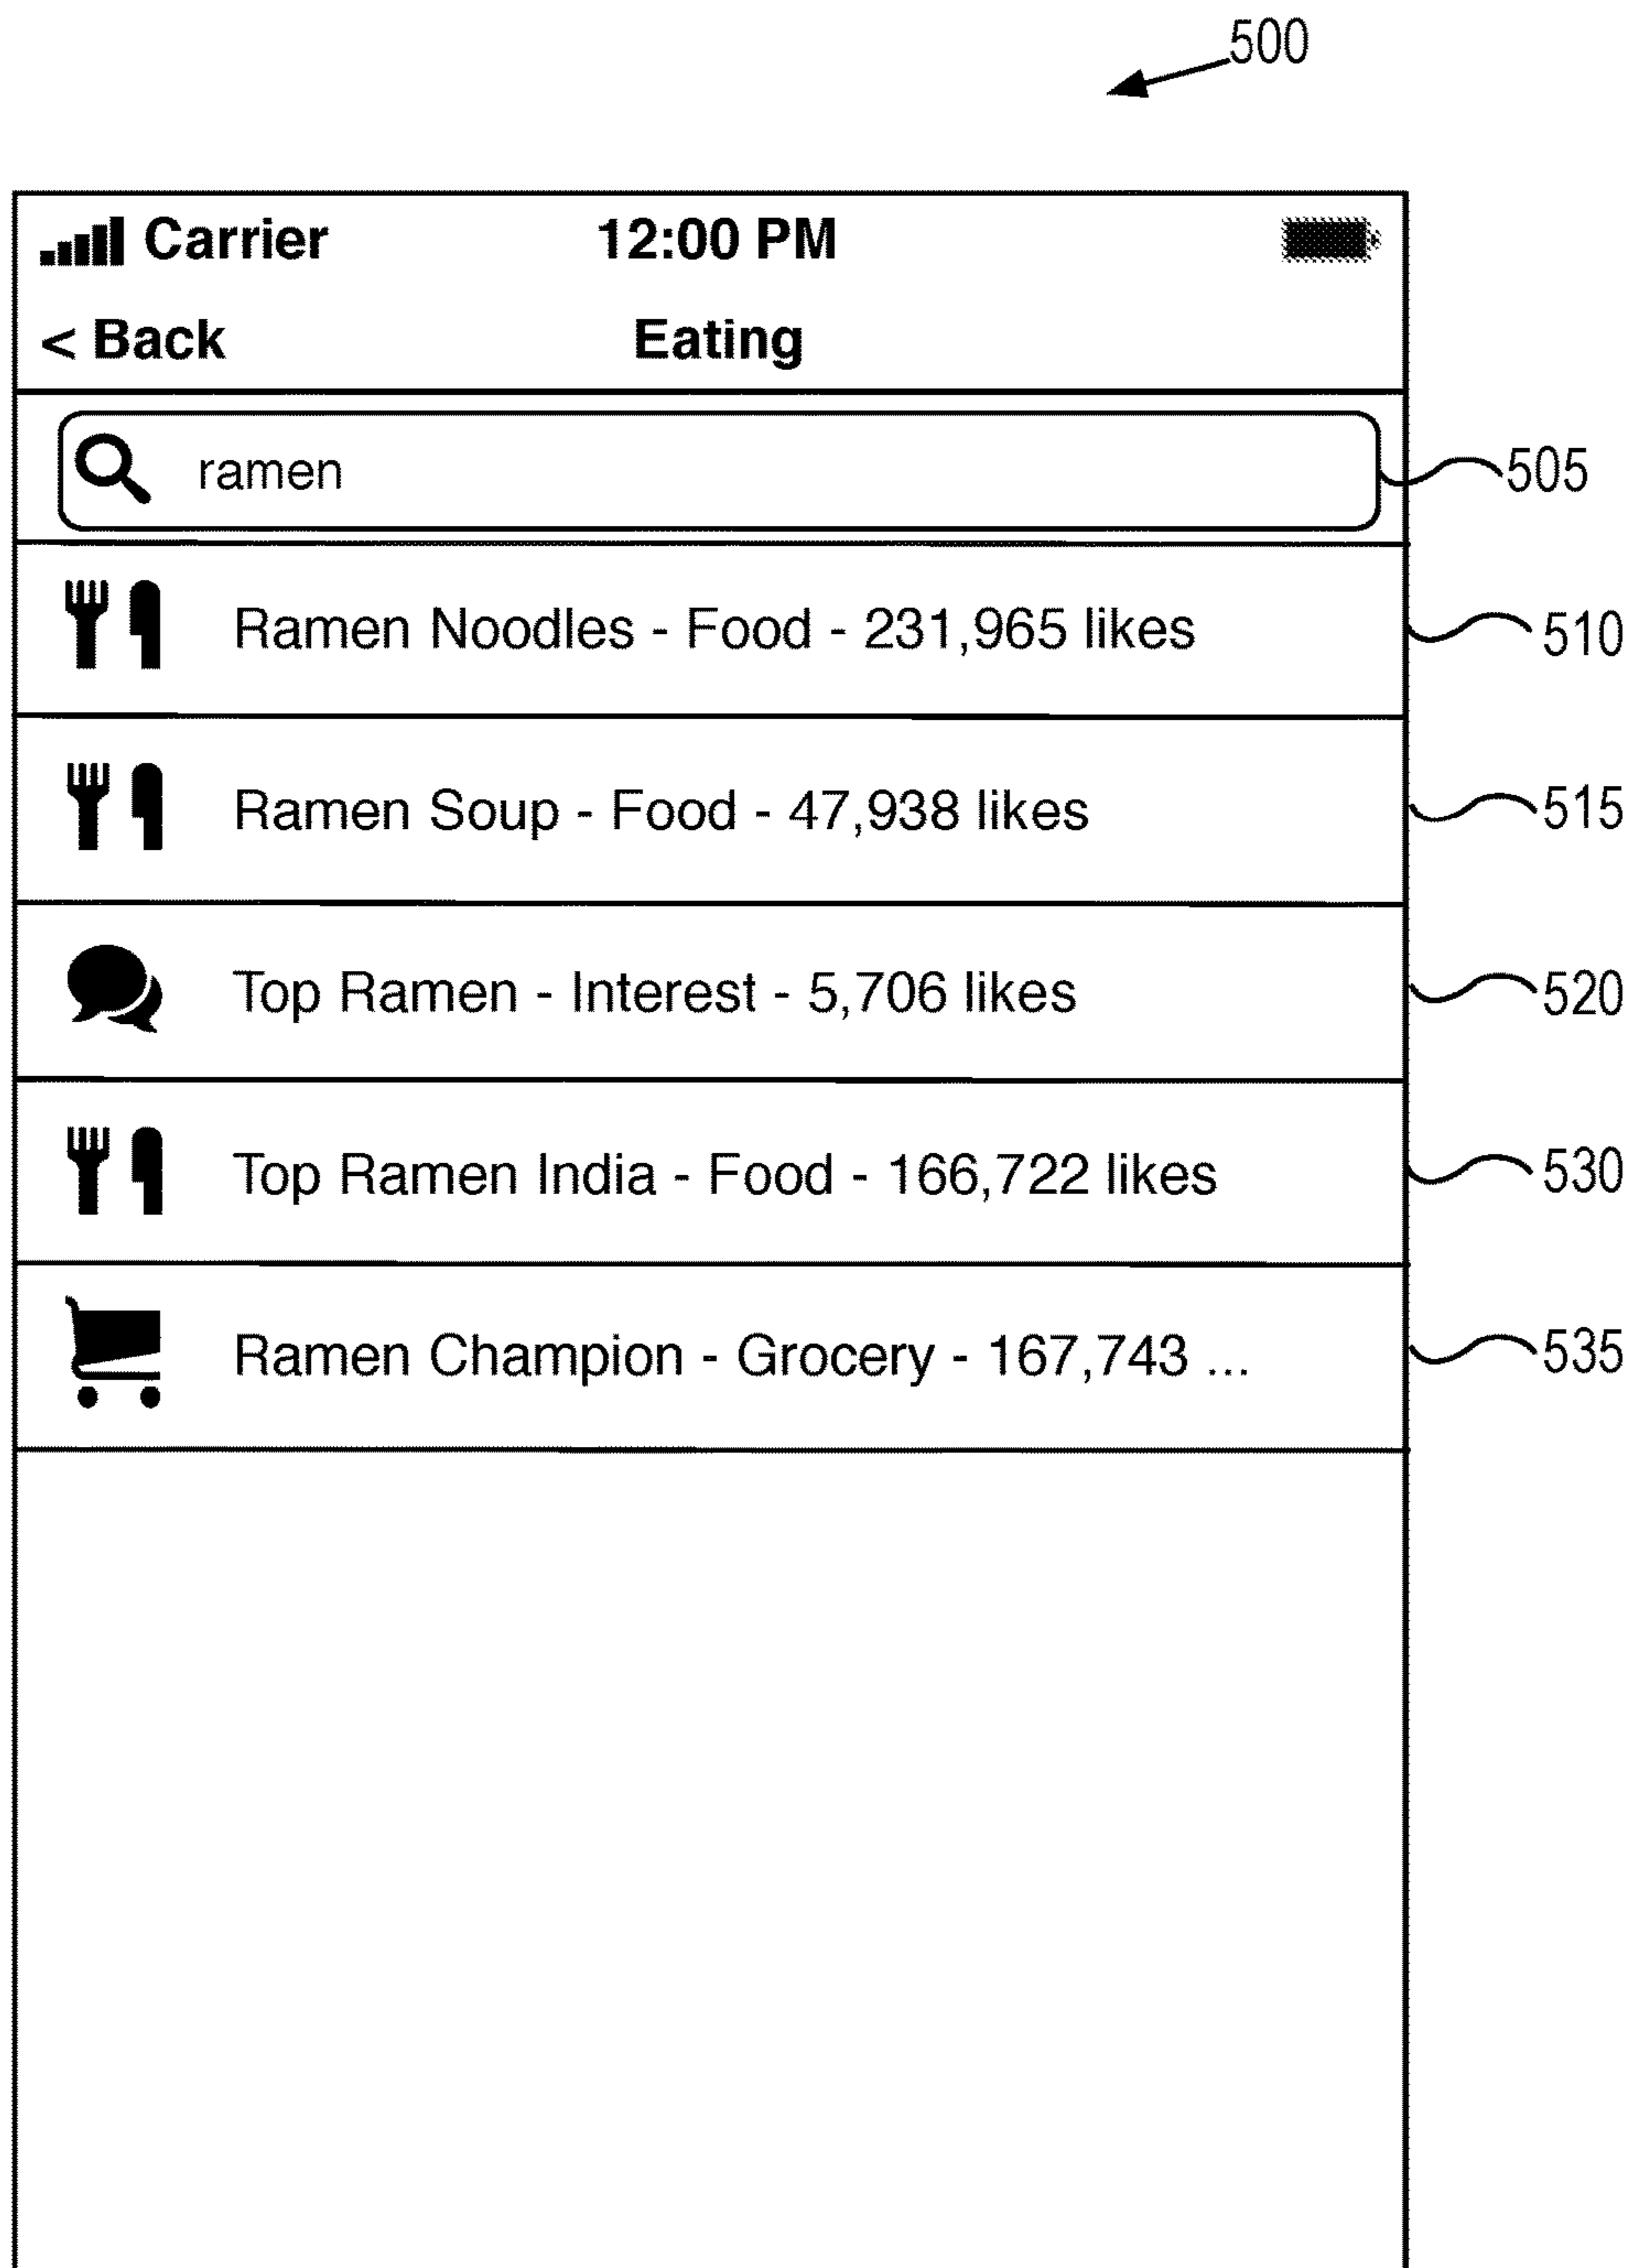 500
Carrier 12:00 PM
< Back Eating
ramen 505
Ramen Noodles - Food - 231,965 likes 510
Ramen Soup - Food - 47,938 likes 515
Top Ramen - Interest - 5,706 likes 520
Top Ramen India - Food - 166,722 likes 530
Ramen Champion - Grocery - 167,743 ... 535